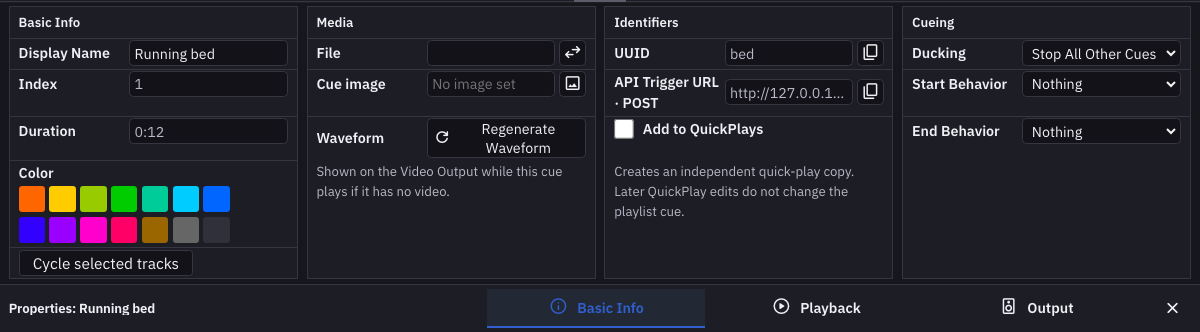 Basic Info
Display Name
Running bed
Index
1
Duration
0:12
Color
Cycle selected tracks
Media
File
Cue image
No image set
Waveform
Regenerate
Waveform
Shown on the Video Output while this cue
plays if it has no video.
Identifiers
UUID
bed
API Trigger URL
· POST
http://127.0.0.1...
Add to QuickPlays
Creates an independent quick-play copy.
Later QuickPlay edits do not change the
playlist cue.
Cueing
Ducking
Stop All Other Cues
Start Behavior
Nothing
End Behavior
Nothing
Properties: Running bed
Basic Info
Playback
Output